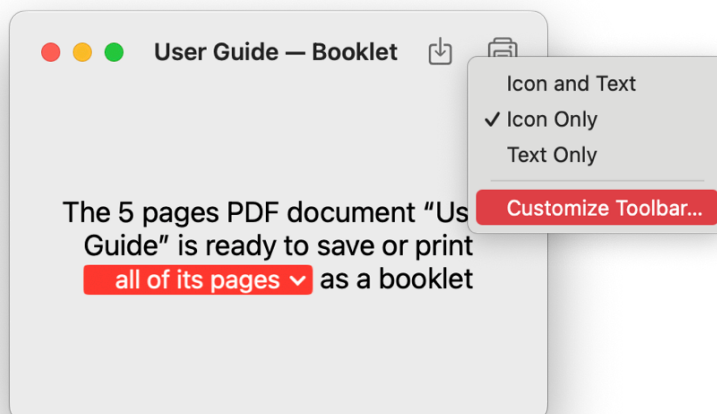 User Guide — Booklet
Icon and Text
✓ Icon Only
Text Only
Customize Toolbar...
The 5 pages PDF document “Us
Guide” is ready to save or print
all of its pages as a booklet